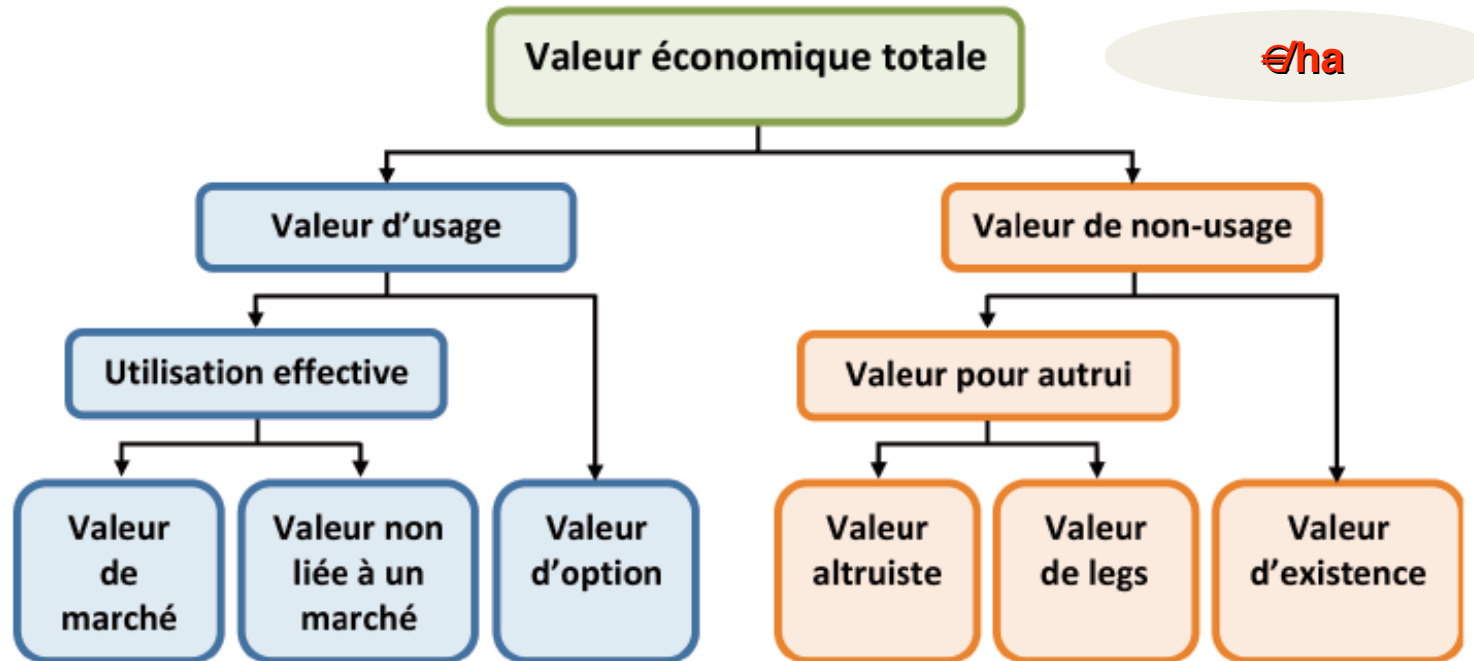 Valeur économique totale
€/ha
Valeur d’usage
Valeur de non-usage
Utilisation effective
Valeur pour autrui
Valeur
de
marché
Valeur non
liée à un
marché
Valeur
d’option
Valeur
altruiste
Valeur
de legs
Valeur
d’existence